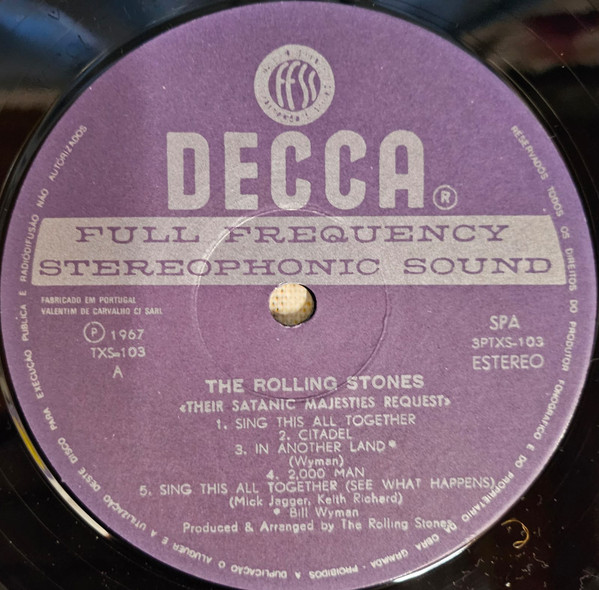 FFSS
DECCA ®
FULL FREQUENCY
STEREOPHONIC SOUND
FABRICADO EM PORTUGAL
VALENTIM DE CARVALHO CI SARL
Ⓟ 1967
TXS-103
A
SPA
SPTXS-103
ESTEREO
THE ROLLING STONES
«THEIR SATANIC MAJESTIES REQUEST»
1. SING THIS ALL TOGETHER
2. CITADEL
3. IN ANOTHER LAND*
(Wyman)
4. 2,000 MAN
5. SING THIS ALL TOGETHER (SEE WHAT HAPPENS)
(Mick Jagger, Keith Richard)
* Bill Wyman
Produced & Arranged by The Rolling Stones
RESERVADOS TODOS OS DIREITOS DO PRODUTOR FONOGRÁFICO E DO PROPRIETÁRIO DE OBRA GRAVADA - PROIBIDOS A DUPLICAÇÃO O ALUGUER E A UTILIZAÇÃO DESTE DISCO PARA EXECUÇÃO PUBLICA E RADIODIFUSÃO NÃO AUTORIZADOS